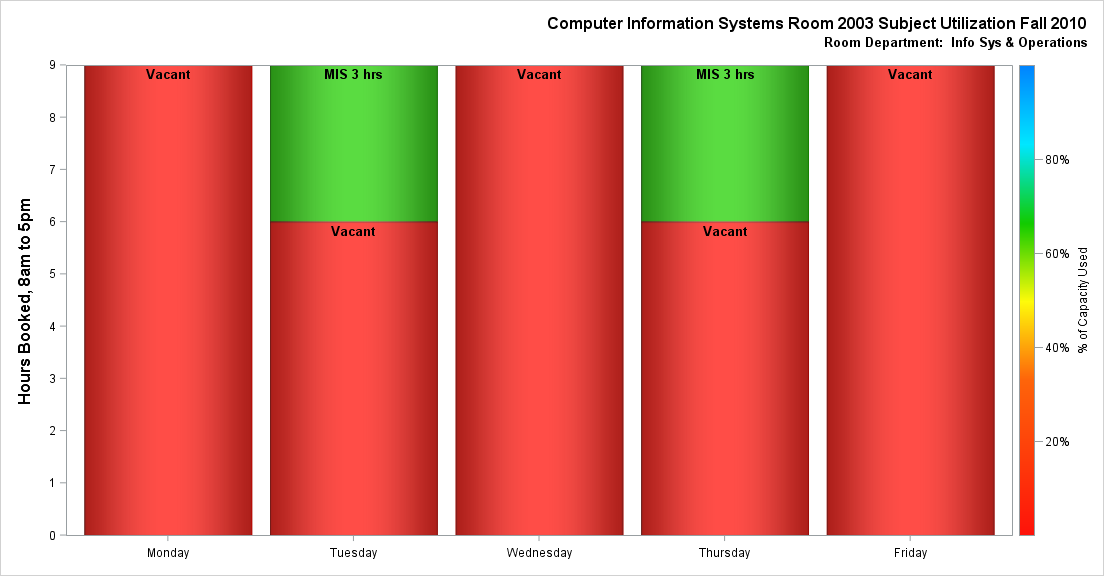 Computer Information Systems Room 2003 Subject Utilization Fall 2010
Room Department:  Info Sys & Operations
Hours Booked, 8am to 5pm
9
8
7
6
5
4
3
2
1
0
Vacant
MIS 3 hrs
Vacant
MIS 3 hrs
Vacant
Vacant
Vacant
Monday
Tuesday
Wednesday
Thursday
Friday
80%
60%
40%
20%
% of Capacity Used